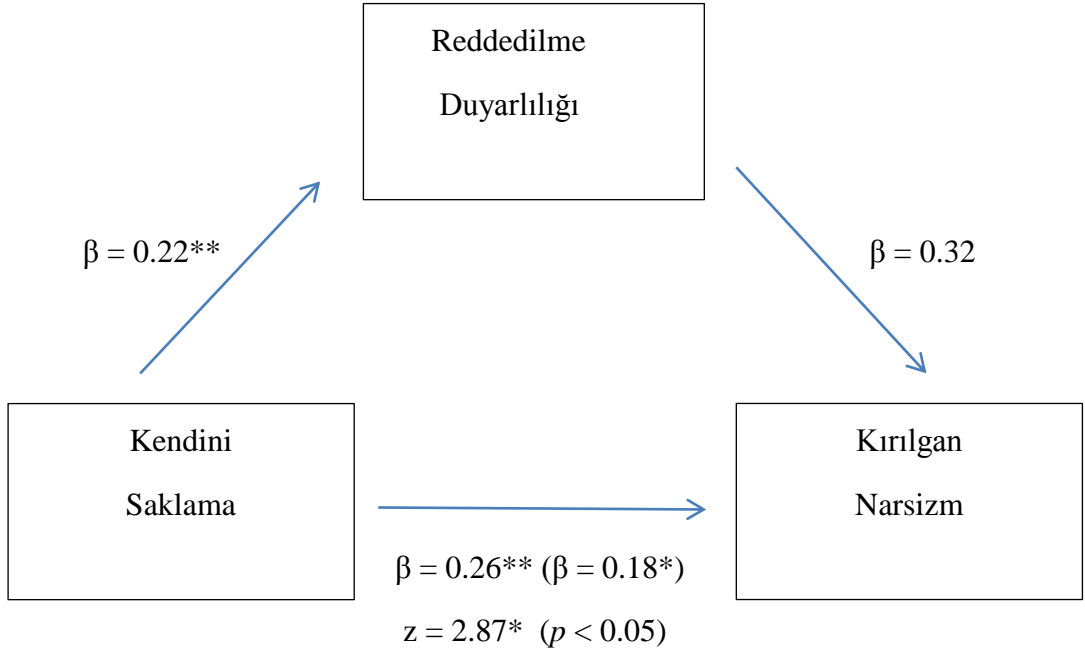 Reddedilme
Duyarlılığı
β = 0.22**
β = 0.32
Kendini
Saklama
Kırılgan
Narsizm
β = 0.26** (β = 0.18*)
z = 2.87* (p < 0.05)